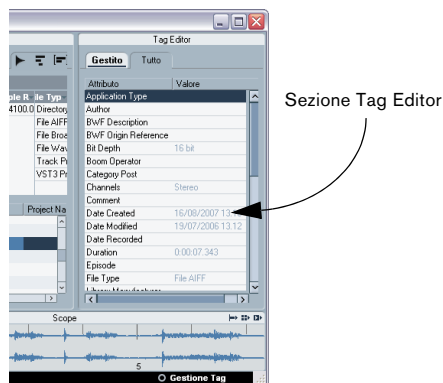 Tag Editor
Gestito Tutto
Attributo Valore
Application Type
Author
BWF Description
BWF Origin Reference
Bit Depth 16 bit
Boom Operator
Category Post
Channels Stereo
Comment
Date Created 16/08/2007 13
Date Modified 19/07/2006 13.12
Date Recorded
Duration 0:00:07.343
Episode
File Type File AIFF
Library Manufacturer
ple R ile Typ
4100.0 Directory
File AIFF
File Broa
File Wav
Track Pr
VST3 Pr
Project Na
Scope
5
Gestione Tag
Sezione Tag Editor